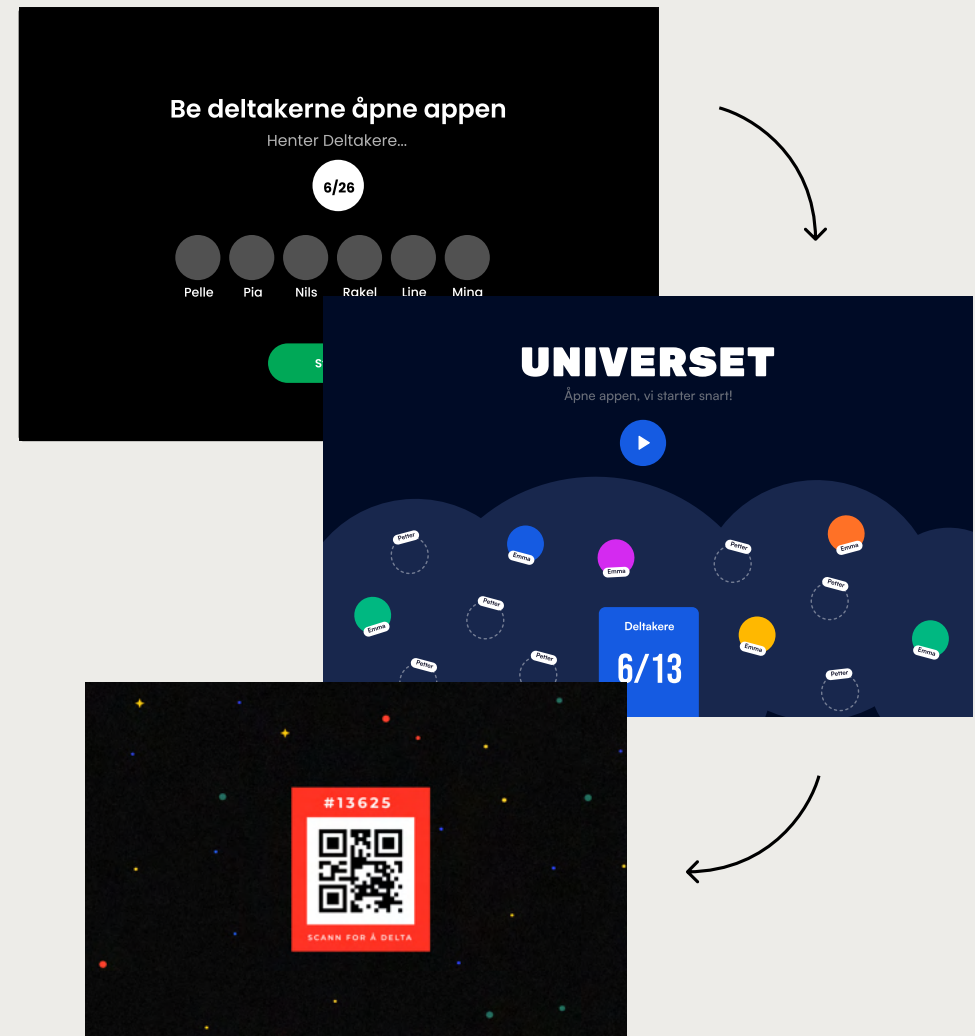 Be deltakerne åpne appen
Henter Deltakere...
6/26
Pelle Pia Nils Rakel Line Mina
UNIVERSET
Åpne appen, vi starter snart!
Petter
Emma
Emma
Petter
Emma
Petter
Petter
Emma
Emma
Emma
Petter
Petter
Petter
Deltakere
6/13
#13625
SCANN FOR Å DELTA